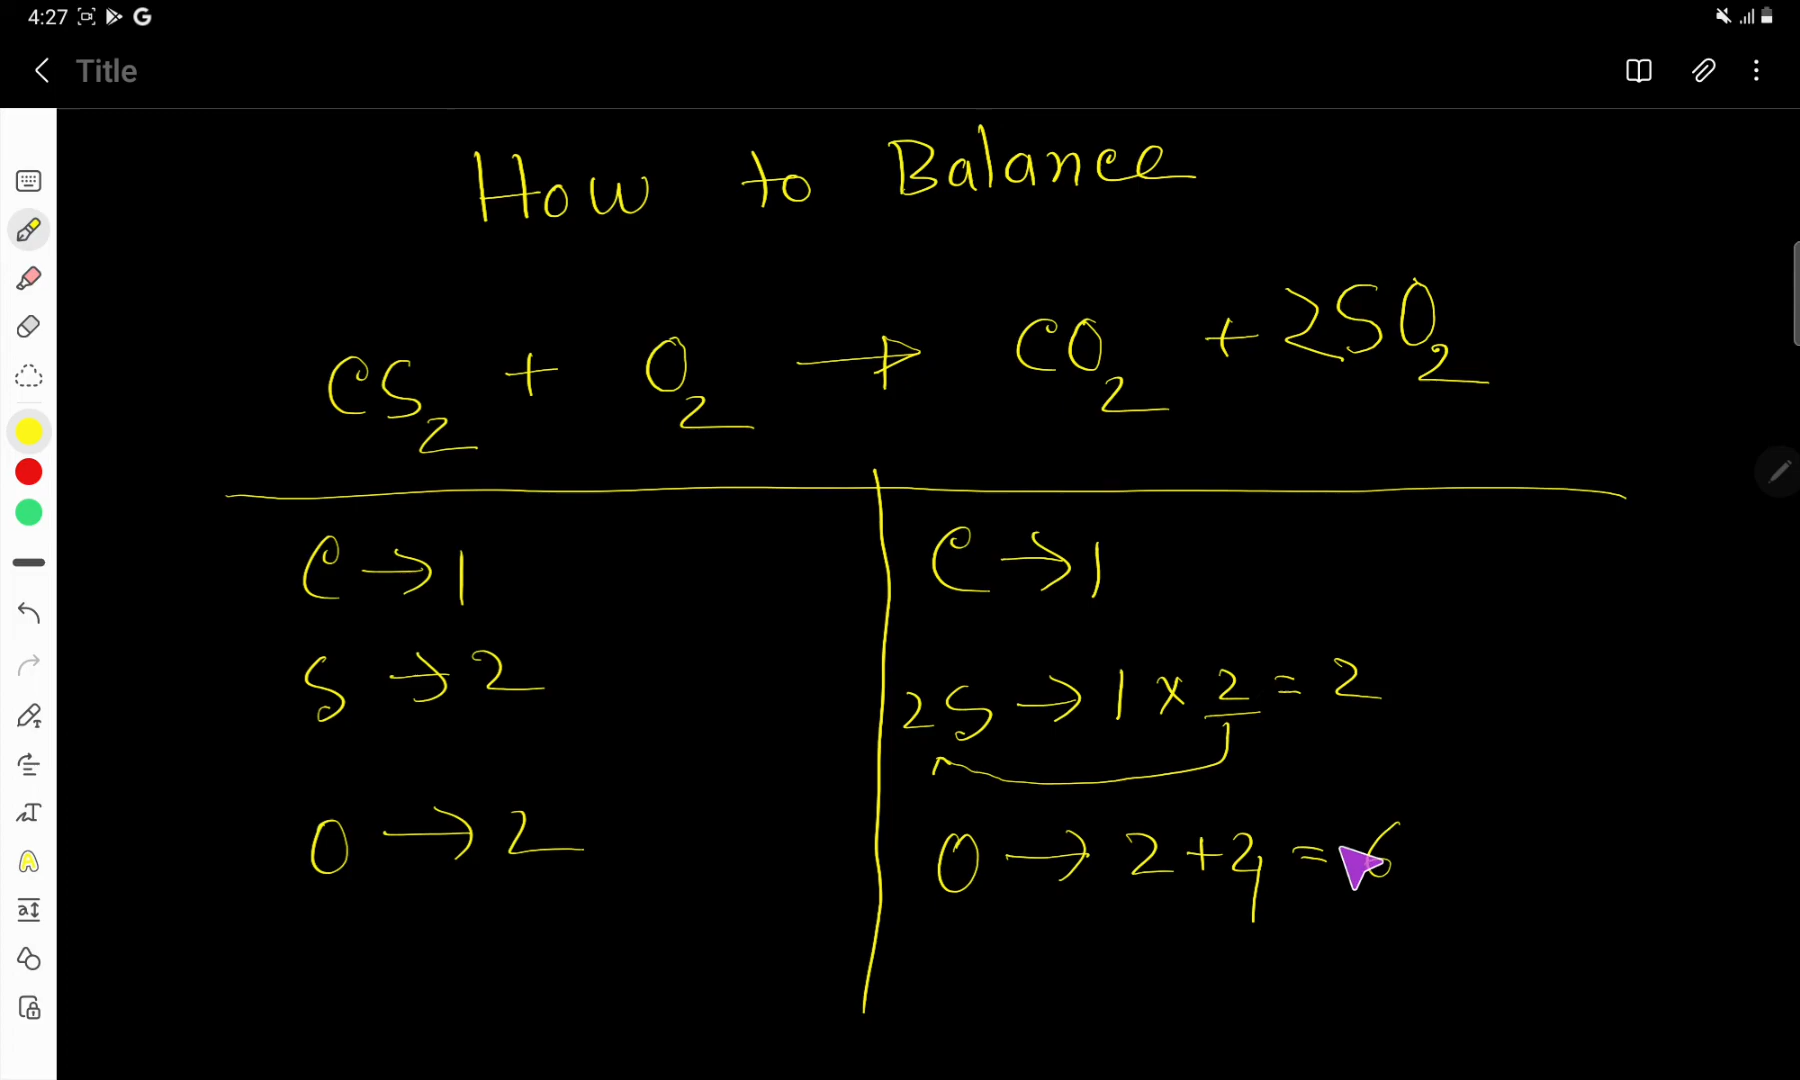 4:27
Title
How to Balance
CS2 + O2 → CO2 + 2SO2
C → 1
C → 1
S → 2
2S → 1 × 2 = 2
O → 2
O → 2 + 4 = 6